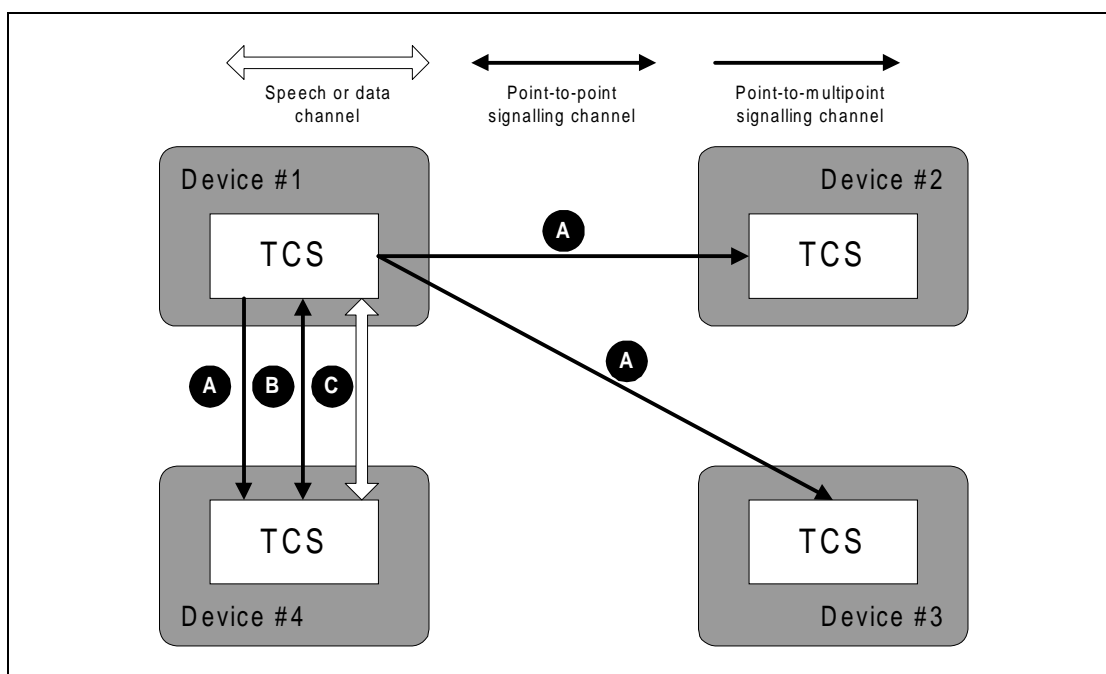 Speech or data
channel
Point-to-point
signalling channel
Point-to-multipoint
signalling channel
Device #1
TCS
Device #2
TCS
A
A
A
B
C
TCS
Device #4
TCS
Device #3